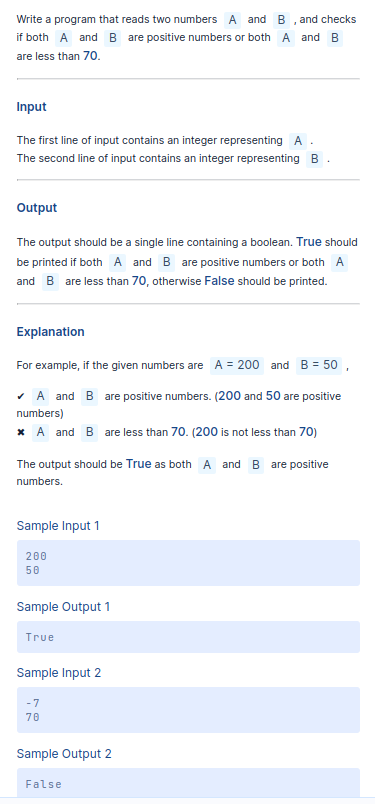 Write a program that reads two numbers A and B , and checks
if both A and B are positive numbers or both A and B
are less than 70.
Input
The first line of input contains an integer representing A .
The second line of input contains an integer representing B .
Output
The output should be a single line containing a boolean. True should
be printed if both A and B are positive numbers or both A
and B are less than 70, otherwise False should be printed.
Explanation
For example, if the given numbers are A = 200 and B = 50 ,
✔ A and B are positive numbers. (200 and 50 are positive
numbers)
✖ A and B are less than 70. (200 is not less than 70)
The output should be True as both A and B are positive
numbers.
Sample Input 1
200
50
Sample Output 1
True
Sample Input 2
-7
70
Sample Output 2
False